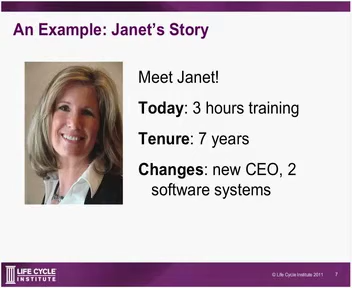 An Example: Janet's Story
Meet Janet!
Today: 3 hours training
Tenure: 7 years
Changes: new CEO, 2
software systems
LIFE CYCLE
INSTITUTE
© Life Cycle Institute 2011
7